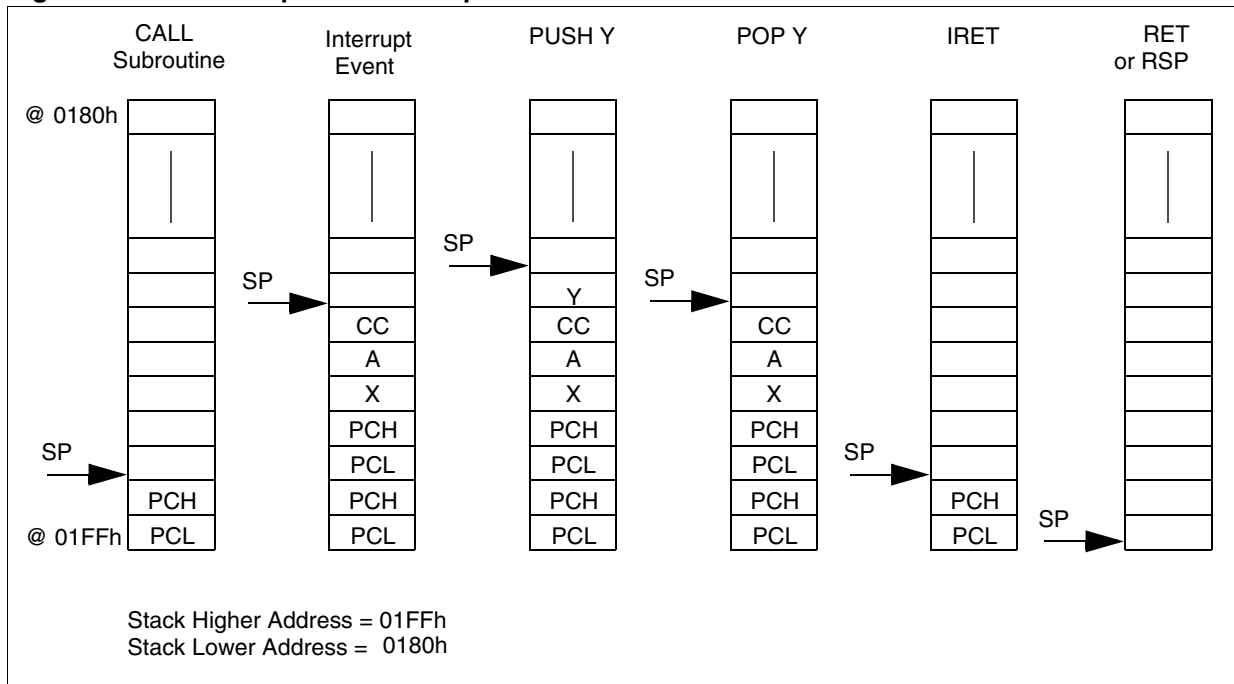 CALL
Subroutine
Interrupt
Event
PUSH Y
POP Y
IRET
RET
or RSP
@ 0180h
SP
PCH
@ 01FFh PCL
SP
CC
A
X
PCH
PCL
PCH
PCL
SP
Y
CC
A
X
PCH
PCL
PCH
PCL
SP
CC
A
X
PCH
PCL
PCH
PCL
SP
PCH
PCL
SP
Stack Higher Address = 01FFh
Stack Lower Address = 0180h